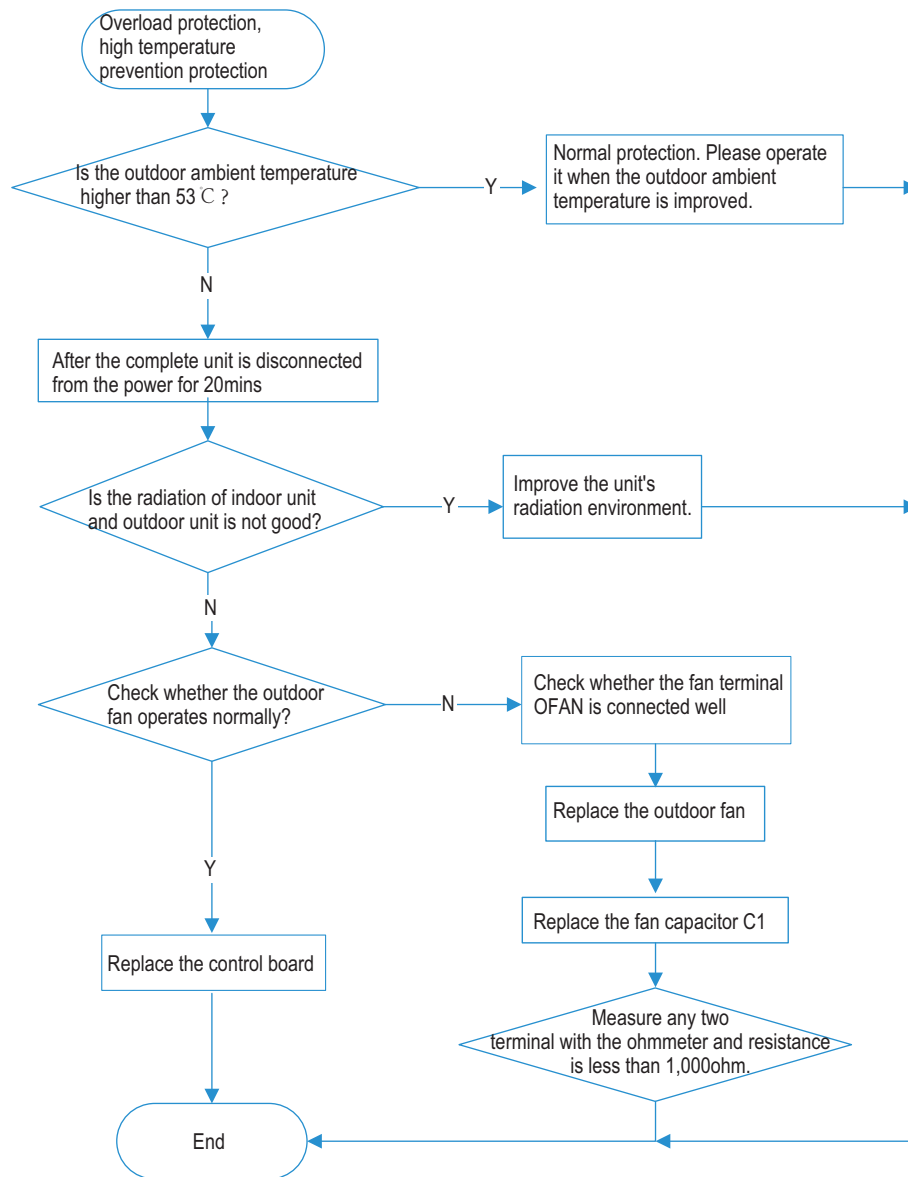 Overload protection,
high temperature
prevention protection
Is the outdoor ambient temperature
higher than 53℃ ?
Y
Normal protection. Please operate
it when the outdoor ambient
temperature is improved.
N
After the complete unit is disconnected
from the power for 20mins
Is the radiation of indoor unit
and outdoor unit is not good?
Y
Improve the unit's
radiation environment.
N
Check whether the outdoor
fan operates normally?
N
Check whether the fan terminal
OFAN is connected well
Replace the outdoor fan
Y
Replace the fan capacitor C1
Replace the control board
Measure any two
terminal with the ohmmeter and resistance
is less than 1,000ohm.
End